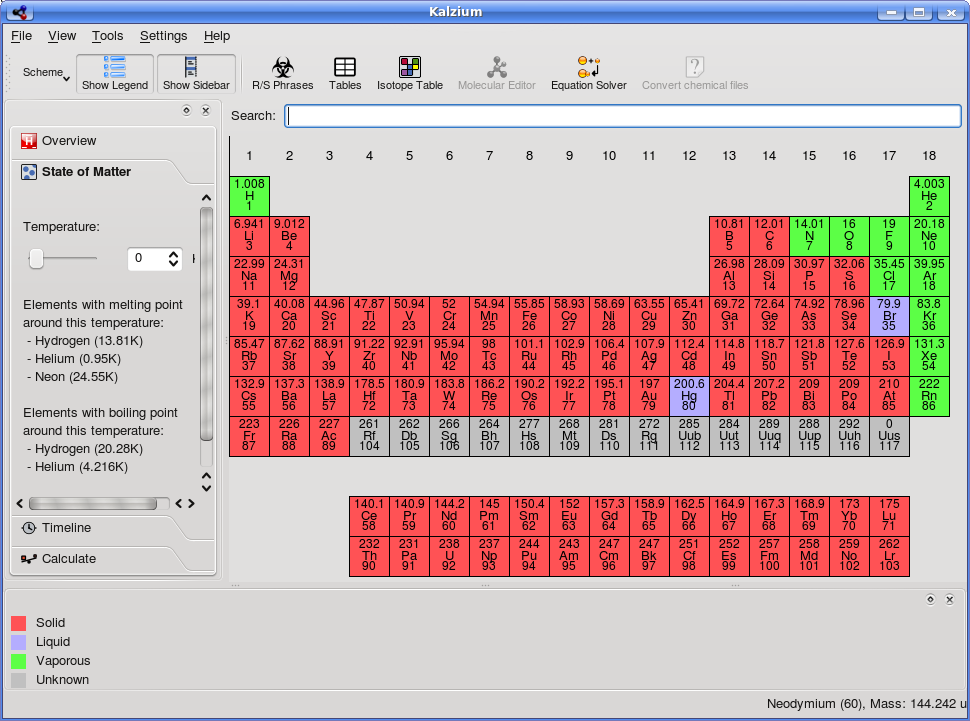 Kalzium
File View Tools Settings Help
Scheme Show Legend Show Sidebar R/S Phrases Tables Isotope Table Molecular Editor Equation Solver Convert chemical files
Search:
Overview
State of Matter
Temperature:
0
Elements with melting point
around this temperature:
- Hydrogen (13.81K)
- Helium (0.95K)
- Neon (24.55K)
Elements with boiling point
around this temperature:
- Hydrogen (20.28K)
- Helium (4.216K)
Timeline
Calculate
1 2 3 4 5 6 7 8 9 10 11 12 13 14 15 16 17 18
1.008 4.003
H He
1 2
6.941 9.012 10.81 12.01 14.01 16 19 20.18
Li Be B C N O F Ne
3 4 5 6 7 8 9 10
22.99 24.31 26.98 28.09 30.97 32.06 35.45 39.95
Na Mg Al Si P S Cl Ar
11 12 13 14 15 16 17 18
39.1 40.08 44.96 47.87 50.94 52 54.94 55.85 58.93 58.69 63.55 65.41 69.72 72.64 74.92 78.96 79.9 83.8
K Ca Sc Ti V Cr Mn Fe Co Ni Cu Zn Ga Ge As Se Br Kr
19 20 21 22 23 24 25 26 27 28 29 30 31 32 33 34 35 36
85.47 87.62 88.91 91.22 92.91 95.94 98 101.1 102.9 106.4 107.9 112.4 114.8 118.7 121.8 127.6 126.9 131.3
Rb Sr Y Zr Nb Mo Tc Ru Rh Pd Ag Cd In Sn Sb Te I Xe
37 38 39 40 41 42 43 44 45 46 47 48 49 50 51 52 53 54
132.9 137.3 138.9 178.5 180.9 183.8 186.2 190.2 192.2 195.1 197 200.6 204.4 207.2 209 209 210 222
Cs Ba La Hf Ta W Re Os Ir Pt Au Hg Tl Pb Bi Po At Rn
55 56 57 72 73 74 75 76 77 78 79 80 81 82 83 84 85 86
223 226 227 261 262 266 264 277 268 281 272 285 284 289 288 292 0
Fr Ra Ac Rf Db Sg Bh Hs Mt Ds Rg Uub Uut Uuq Uup Uuh Uus
87 88 89 104 105 106 107 108 109 110 111 112 113 114 115 116 117
140.1 140.9 144.2 145 150.4 152 157.3 158.9 162.5 164.9 167.3 168.9 173 175
Ce Pr Nd Pm Sm Eu Gd Tb Dy Ho Er Tm Yb Lu
58 59 60 61 62 63 64 65 66 67 68 69 70 71
232 231 238 237 244 243 247 247 251 252 257 258 259 262
Th Pa U Np Pu Am Cm Bk Cf Es Fm Md No Lr
90 91 92 93 94 95 96 97 98 99 100 101 102 103
Solid
Liquid
Vaporous
Unknown
Neodymium (60), Mass: 144.242 u